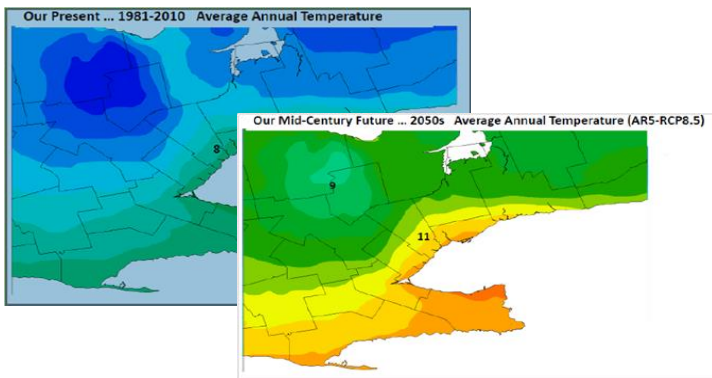 Our Present ... 1981-2010 Average Annual Temperature
8
Our Mid-Century Future ... 2050s Average Annual Temperature (AR5-RCP8.5)
9
11